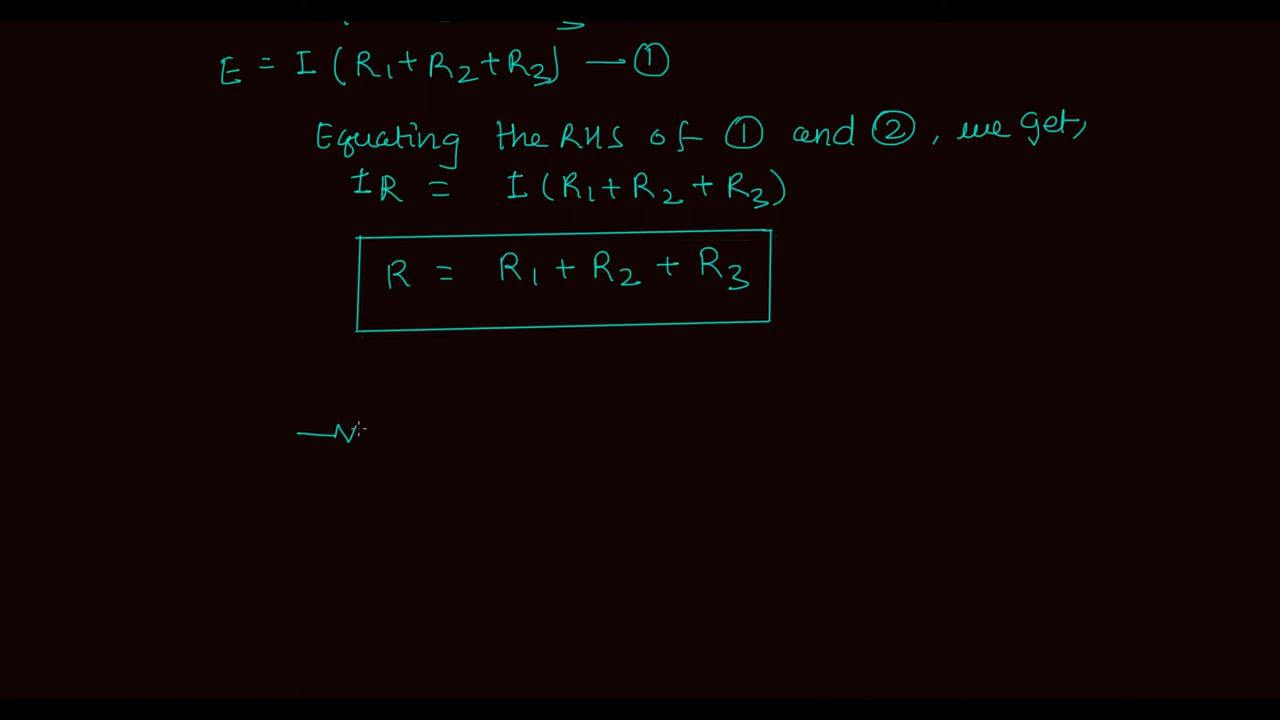 E = I (R1+R2+R3) — ①
Equating the RHS of ① and ②, we get,
IR = I (R1+R2+R3)
R = R1 + R2 + R3